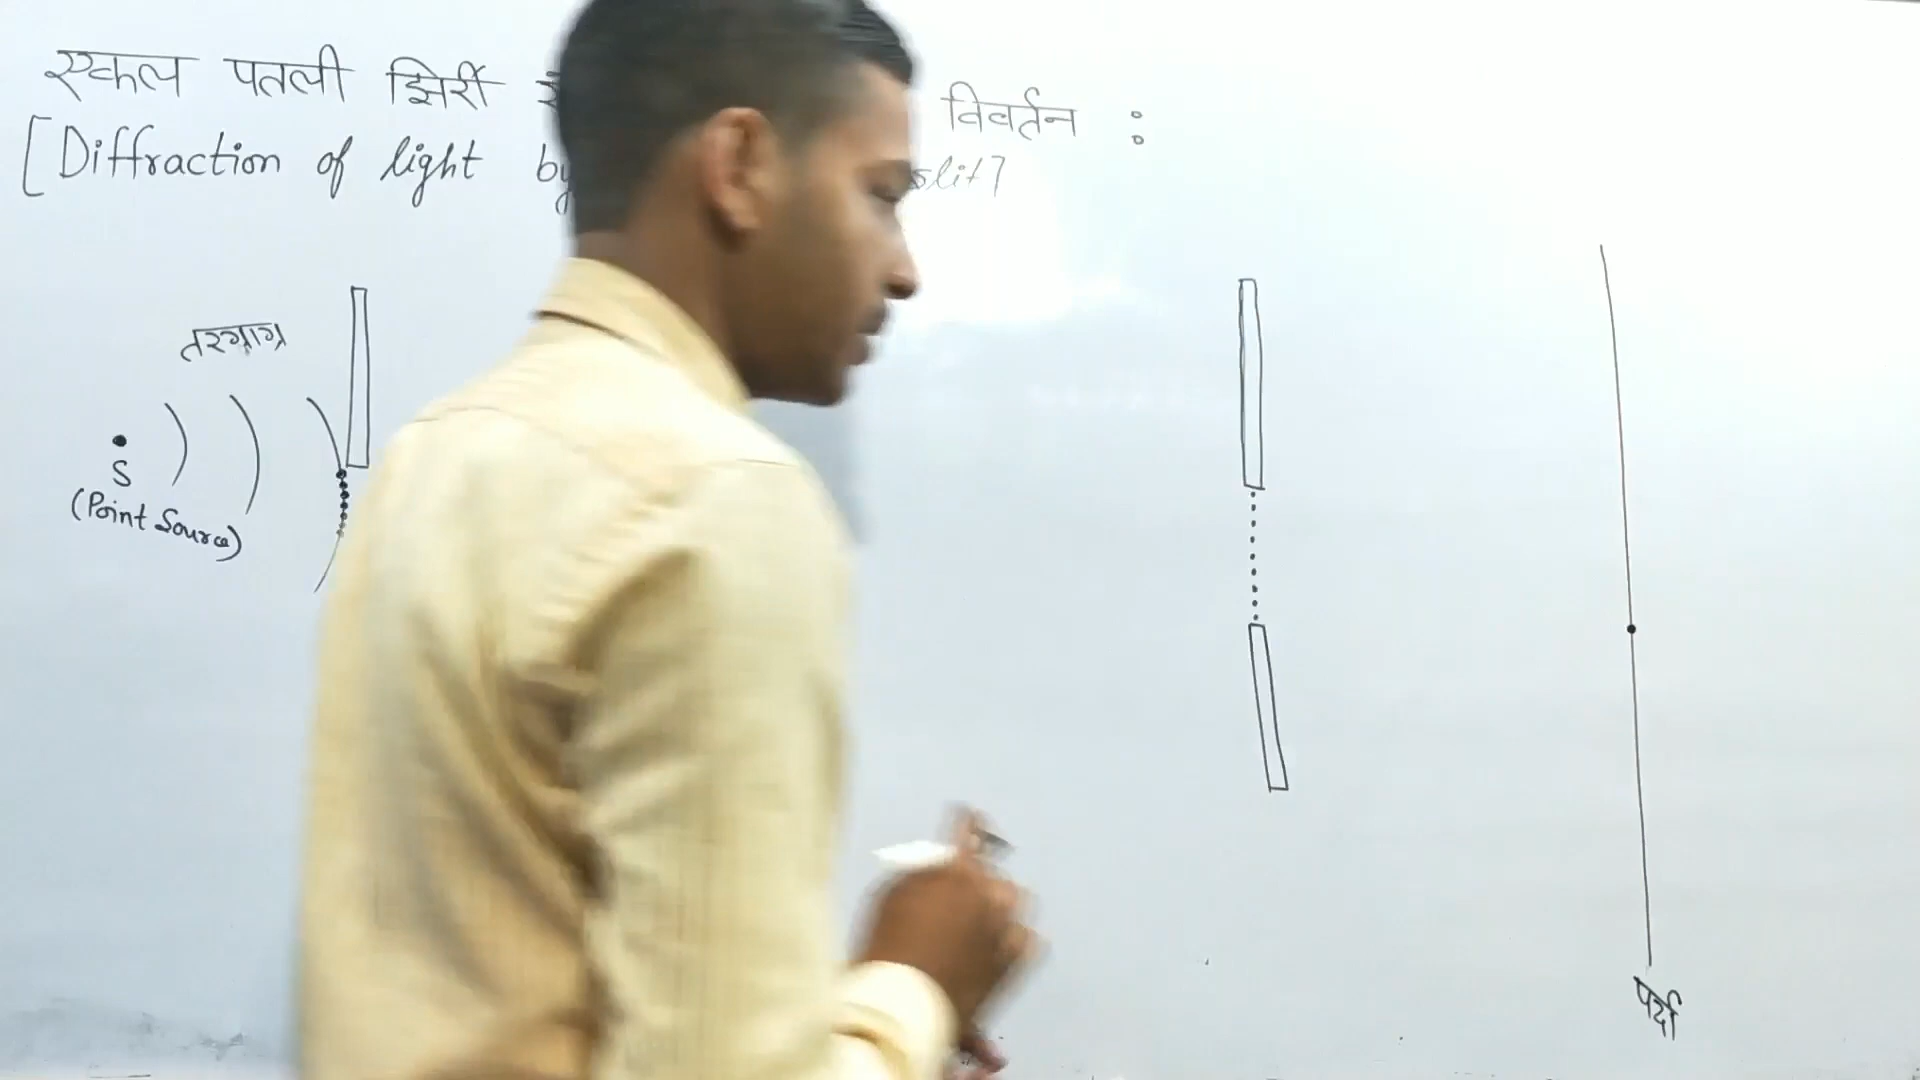 एकल पतली झिर्री विवर्तन :
[Diffraction of light by slit]
तरंगाग्र
S
(Point Source)
पर्दा